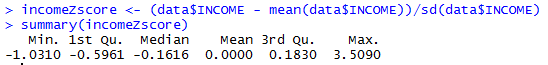 > incomeZscore <- (data$INCOME - mean(data$INCOME))/sd(data$INCOME)
> summary(incomeZscore)
   Min. 1st Qu.  Median    Mean 3rd Qu.    Max.
-1.0310 -0.5961 -0.1616  0.0000  0.1830  3.5090